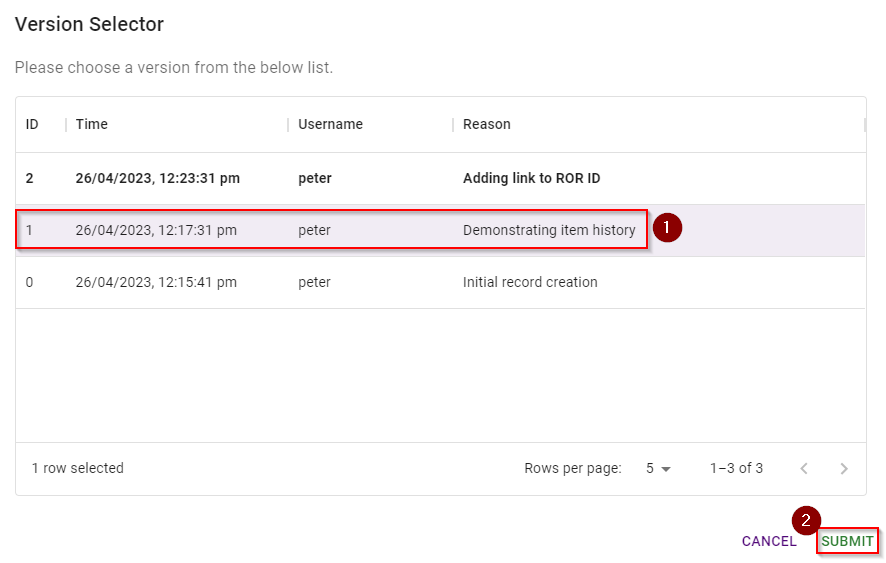 Version Selector
Please choose a version from the below list.
ID Time Username Reason
2 26/04/2023, 12:23:31 pm peter Adding link to ROR ID
1 26/04/2023, 12:17:31 pm peter Demonstrating item history 1
0 26/04/2023, 12:15:41 pm peter Initial record creation
1 row selected Rows per page: 5 1–3 of 3
2
CANCEL SUBMIT